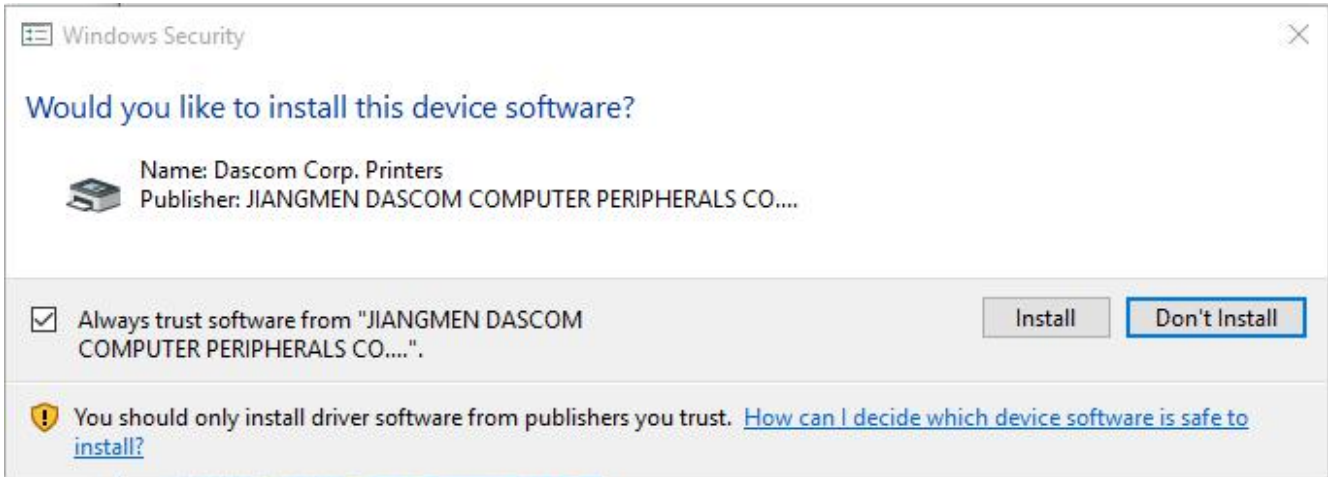 Windows Security
Would you like to install this device software?
Name: Dascom Corp. Printers
Publisher: JIANGMEN DASCOM COMPUTER PERIPHERALS CO....
Always trust software from "JIANGMEN DASCOM
COMPUTER PERIPHERALS CO....".
Install
Don't Install
You should only install driver software from publishers you trust. How can I decide which device software is safe to
install?